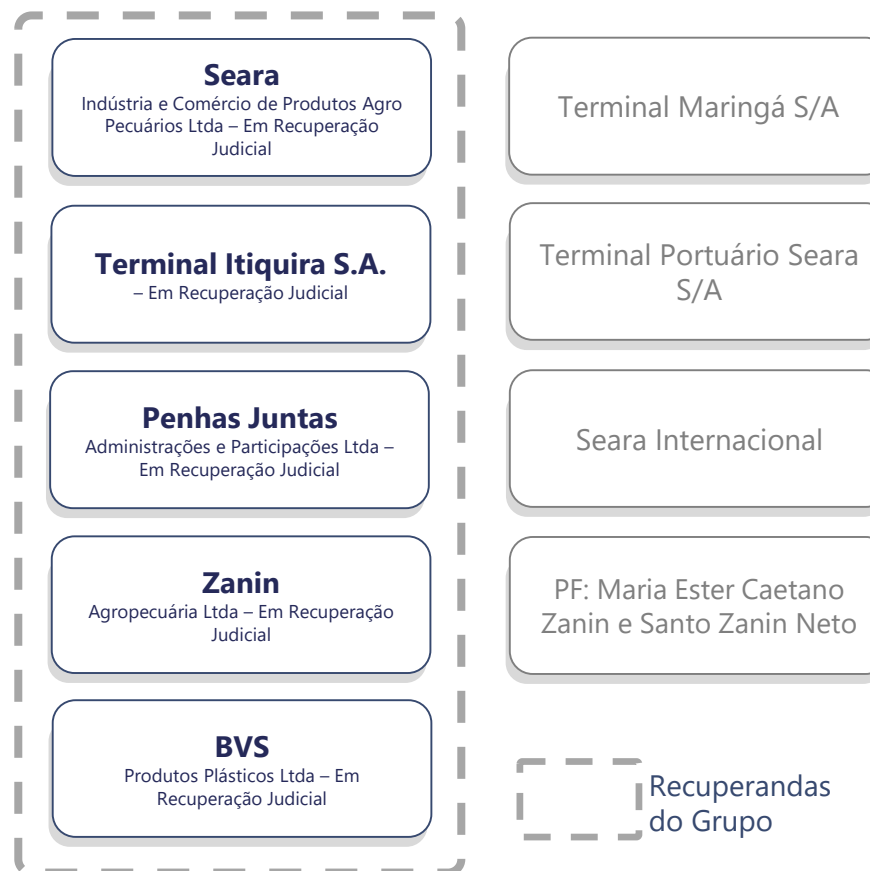 Seara
Indústria e Comércio de Produtos Agro
Pecuários Ltda – Em Recuperação
Judicial
Terminal Itiquira S.A.
– Em Recuperação Judicial
Penhas Juntas
Administrações e Participações Ltda –
Em Recuperação Judicial
Zanin
Agropecuária Ltda – Em Recuperação
Judicial
BVS
Produtos Plásticos Ltda – Em
Recuperação Judicial
Terminal Maringá S/A
Terminal Portuário Seara
S/A
Seara Internacional
PF: Maria Ester Caetano
Zanin e Santo Zanin Neto
Recuperandas
do Grupo